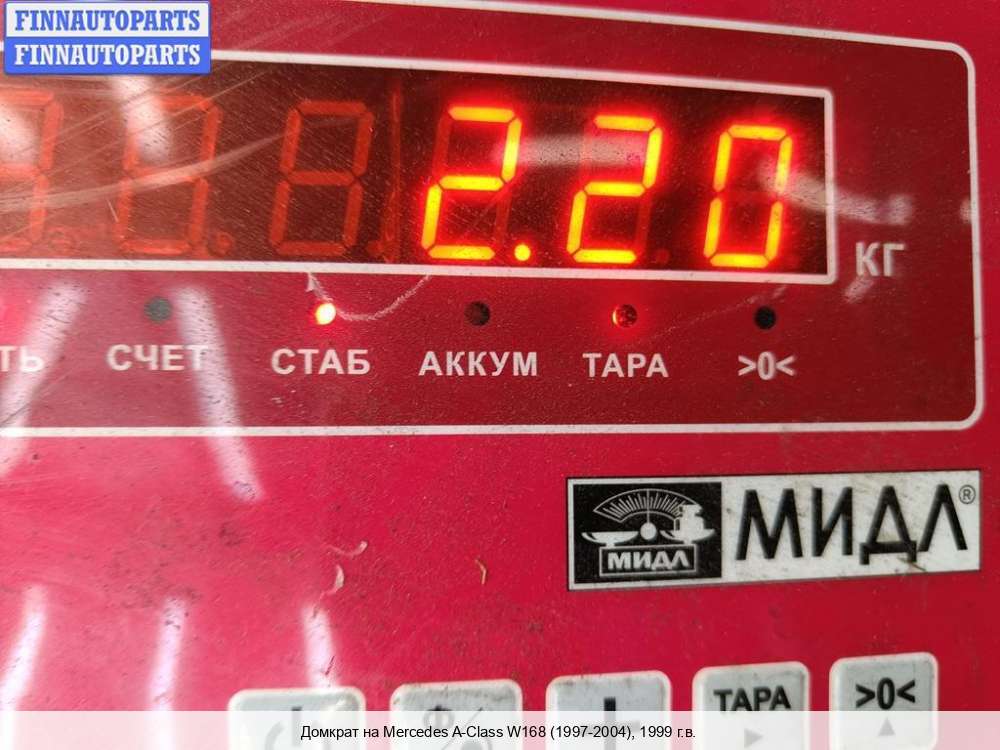 FINNAUTOPARTS
FINNAUTOPARTS
2.20
КГ
СЧЕТ СТАБ АККУМ ТАРА >0<
МИДЛ МИДЛ®
ТАРА >0<
Домкрат на Mercedes A-Class W168 (1997-2004), 1999 г.в.